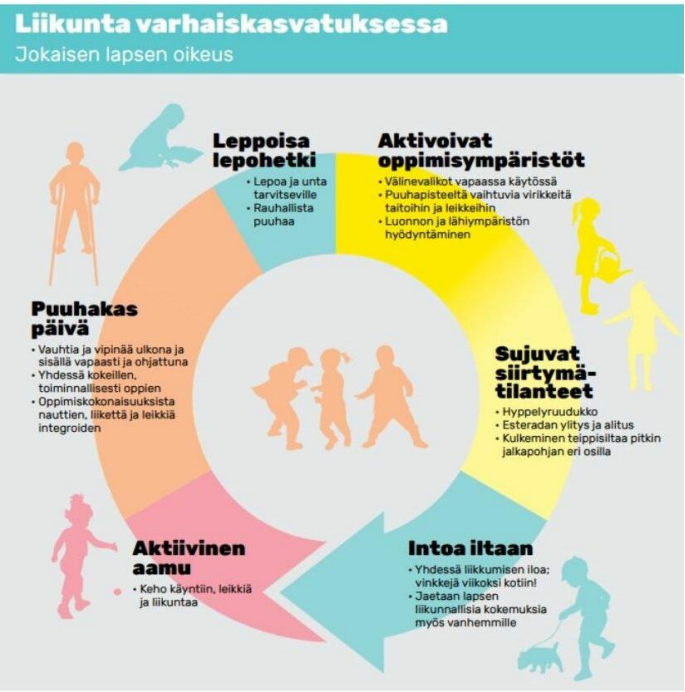 Liikunta varhaiskasvatuksessa
Jokaisen lapsen oikeus
Leppoisa
lepohetki
• Lepoa ja unta
tarvitseville
• Rauhallista
puuhaa
Aktivoivat
oppimisympäristöt
• Välinevalikot vapaassa käytössä
• Puuhapisteeltä vaihtuvia virikkeitä
taitoihin ja leikkeihin
• Luonnon ja lähiympäristön
hyödyntäminen
Puuhakas
päivä
• Vauhtia ja vipinää ulkona ja
sisällä vapaasti ja ohjattuna
• Yhdessä kokeillen,
toiminnallisesti oppien
• Oppimiskokonaisuuksista
nauttien, liikettä ja leikkiä
integroiden
Sujuvat
siirtymä-
tilanteet
• Hyppelyruudukko
• Esteradan ylitys ja alitus
• Kulkeminen teippisiltaa pitkin
jalkapohjan eri osilla
Aktiivinen
aamu
• Keho käyntiin, leikkiä
ja liikuntaa
Intoa iltaan
• Yhdessä liikkumisen iloa;
vinkkejä viikoksi kotiin!
• Jaetaan lapsen
liikunnallisia kokemuksia
myös vanhemmille